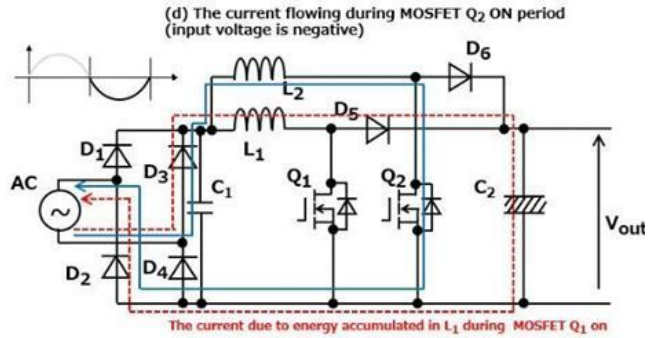 (d) The current flowing during MOSFET Q2 ON period
(input voltage is negative)
D6
L2
D5
D1
D3
L1
AC
C1
Q1
Q2
C2
Vout
D2
D4
The current due to energy accumulated in L1 during MOSFET Q1 on